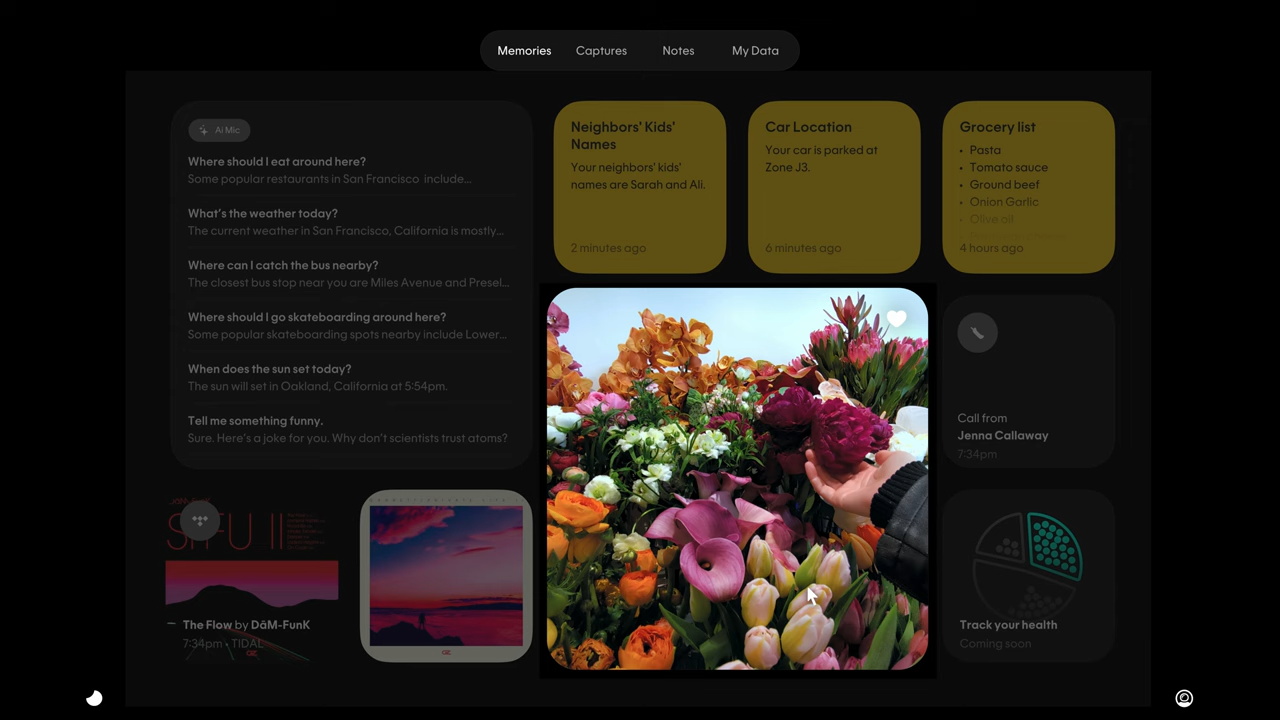 Memories
Captures
Notes
My Data
Ai Mic
Where should I eat around here?
Some popular restaurants in San Francisco include...
What's the weather today?
The current weather in San Francisco, California is mostly...
Where can I catch the bus nearby?
The closest bus stop near you are Miles Avenue and Presel...
Where should I go skateboarding around here?
Some popular skateboarding spots nearby include Lower...
When does the sun set today?
The sun will set in Oakland, California at 5:54pm.
Tell me something funny.
Sure. Here's a joke for you. Why don't scientists trust atoms?
Neighbors' Kids'
Names
Your neighbors' kids'
names are Sarah and Ali.
2 minutes ago
Car Location
Your car is parked at
Zone J3.
6 minutes ago
Grocery list
• Pasta
• Tomato sauce
• Ground beef
• Onion Garlic
• Olive oil
4 hours ago
Call from
Jenna Callaway
7:34pm
The Flow by DâM-FunK
7:34pm • TIDAL
Track your health
Coming soon